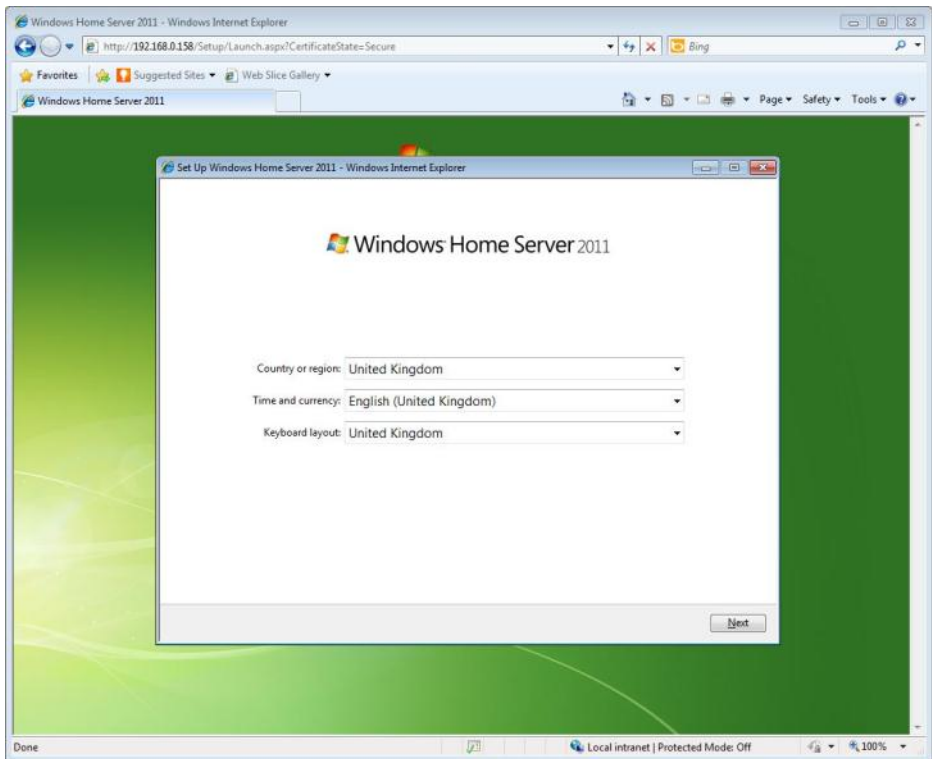 Windows Home Server 2011 - Windows Internet Explorer
http://192.168.0.158/Setup/Launch.aspx?CertificateState=Secure
Bing
Favorites Suggested Sites Web Slice Gallery
Windows Home Server 2011
Page Safety Tools
Set Up Windows Home Server 2011 - Windows Internet Explorer
Windows Home Server 2011
Country or region: United Kingdom
Time and currency: English (United Kingdom)
Keyboard layout: United Kingdom
Next
Done Local intranet | Protected Mode: Off 100%